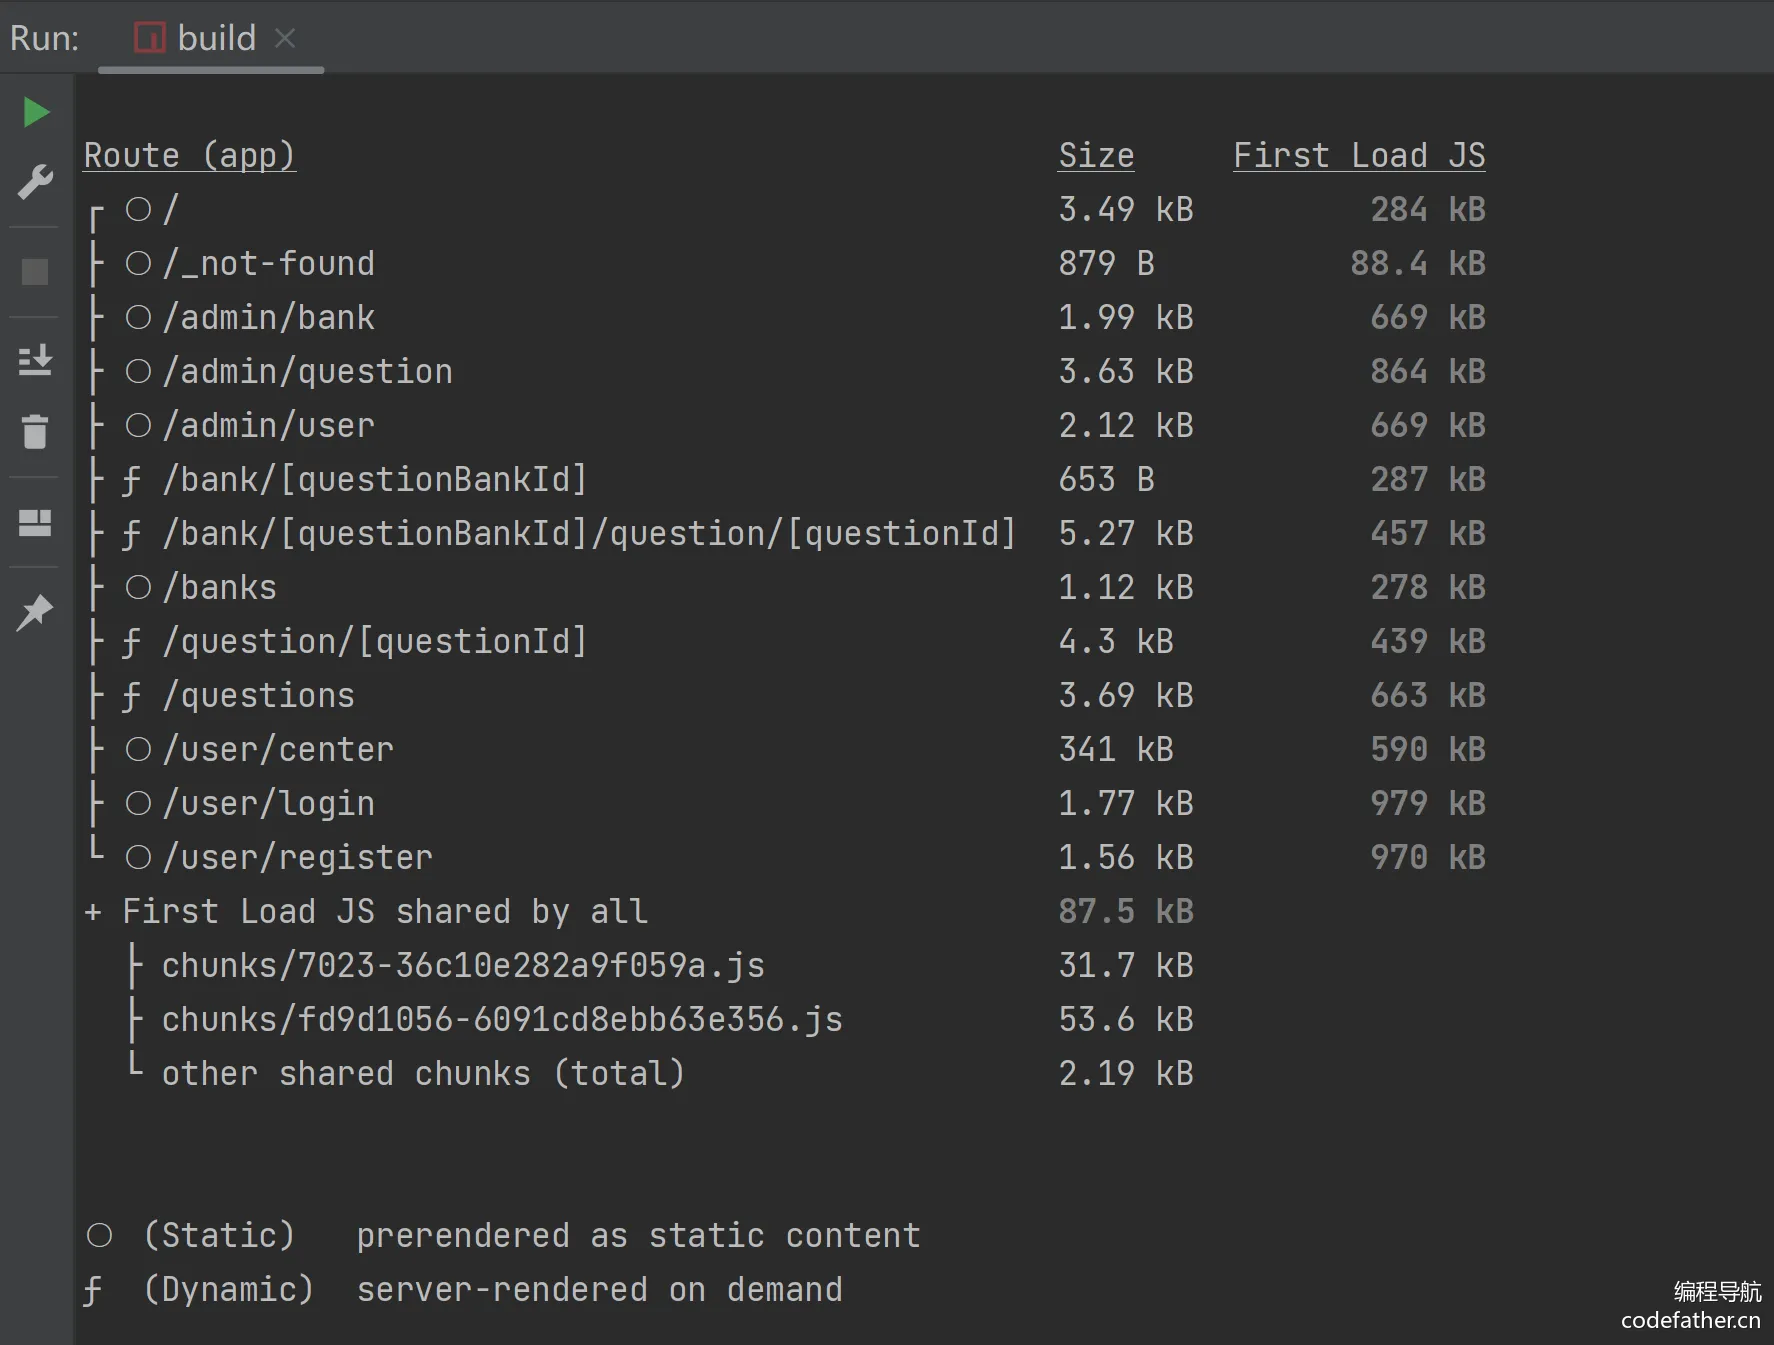 Run: build
Route (app) Size First Load JS
┌ ○ / 3.49 kB 284 kB
├ ○ /_not-found 879 B 88.4 kB
├ ○ /admin/bank 1.99 kB 669 kB
├ ○ /admin/question 3.63 kB 864 kB
├ ○ /admin/user 2.12 kB 669 kB
├ ƒ /bank/[questionBankId] 653 B 287 kB
├ ƒ /bank/[questionBankId]/question/[questionId] 5.27 kB 457 kB
├ ○ /banks 1.12 kB 278 kB
├ ƒ /question/[questionId] 4.3 kB 439 kB
├ ƒ /questions 3.69 kB 663 kB
├ ○ /user/center 341 kB 590 kB
├ ○ /user/login 1.77 kB 979 kB
└ ○ /user/register 1.56 kB 970 kB
+ First Load JS shared by all 87.5 kB
├ chunks/7023-36c10e282a9f059a.js 31.7 kB
├ chunks/fd9d1056-6091cd8ebb63e356.js 53.6 kB
└ other shared chunks (total) 2.19 kB
○ (Static) prerendered as static content
ƒ (Dynamic) server-rendered on demand
编程导航
codefather.cn